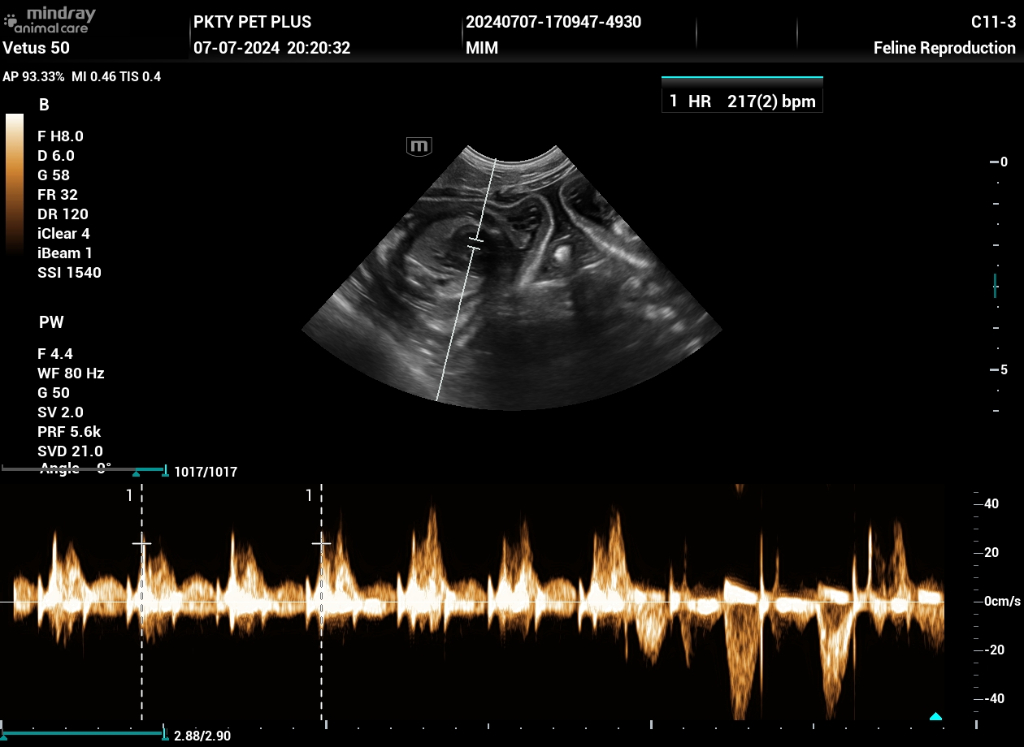 mindray
animal care
Vetus 50
PKTY PET PLUS
07-07-2024 20:20:32
20240707-170947-4930
MIM
C11-3
Feline Reproduction
AP 93.33% MI 0.46 TIS 0.4
B
F H8.0
D 6.0
G 58
FR 32
DR 120
iClear 4
iBeam 1
SSI 1540
PW
F 4.4
WF 80 Hz
G 50
SV 2.0
PRF 5.6k
SVD 21.0
Angle 0°
1 HR 217(2) bpm
m
0
5
1017/1017
1
1
40
20
0cm/s
-20
-40
2.88/2.90